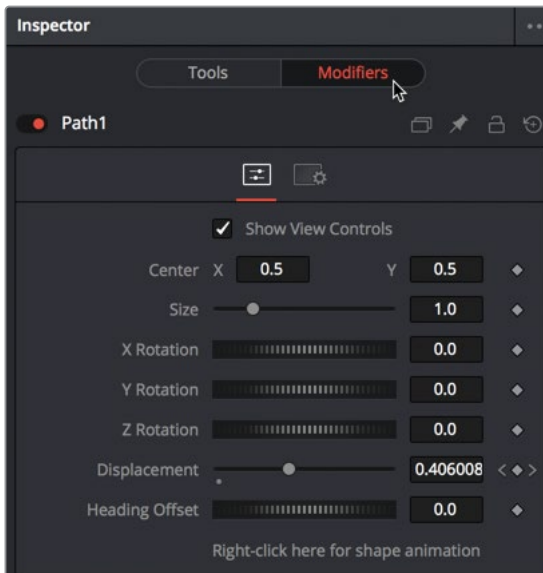 Inspector
Tools Modifiers
Path1
Show View Controls
Center X 0.5 Y 0.5
Size 1.0
X Rotation 0.0
Y Rotation 0.0
Z Rotation 0.0
Displacement 0.406008
Heading Offset 0.0
Right-click here for shape animation